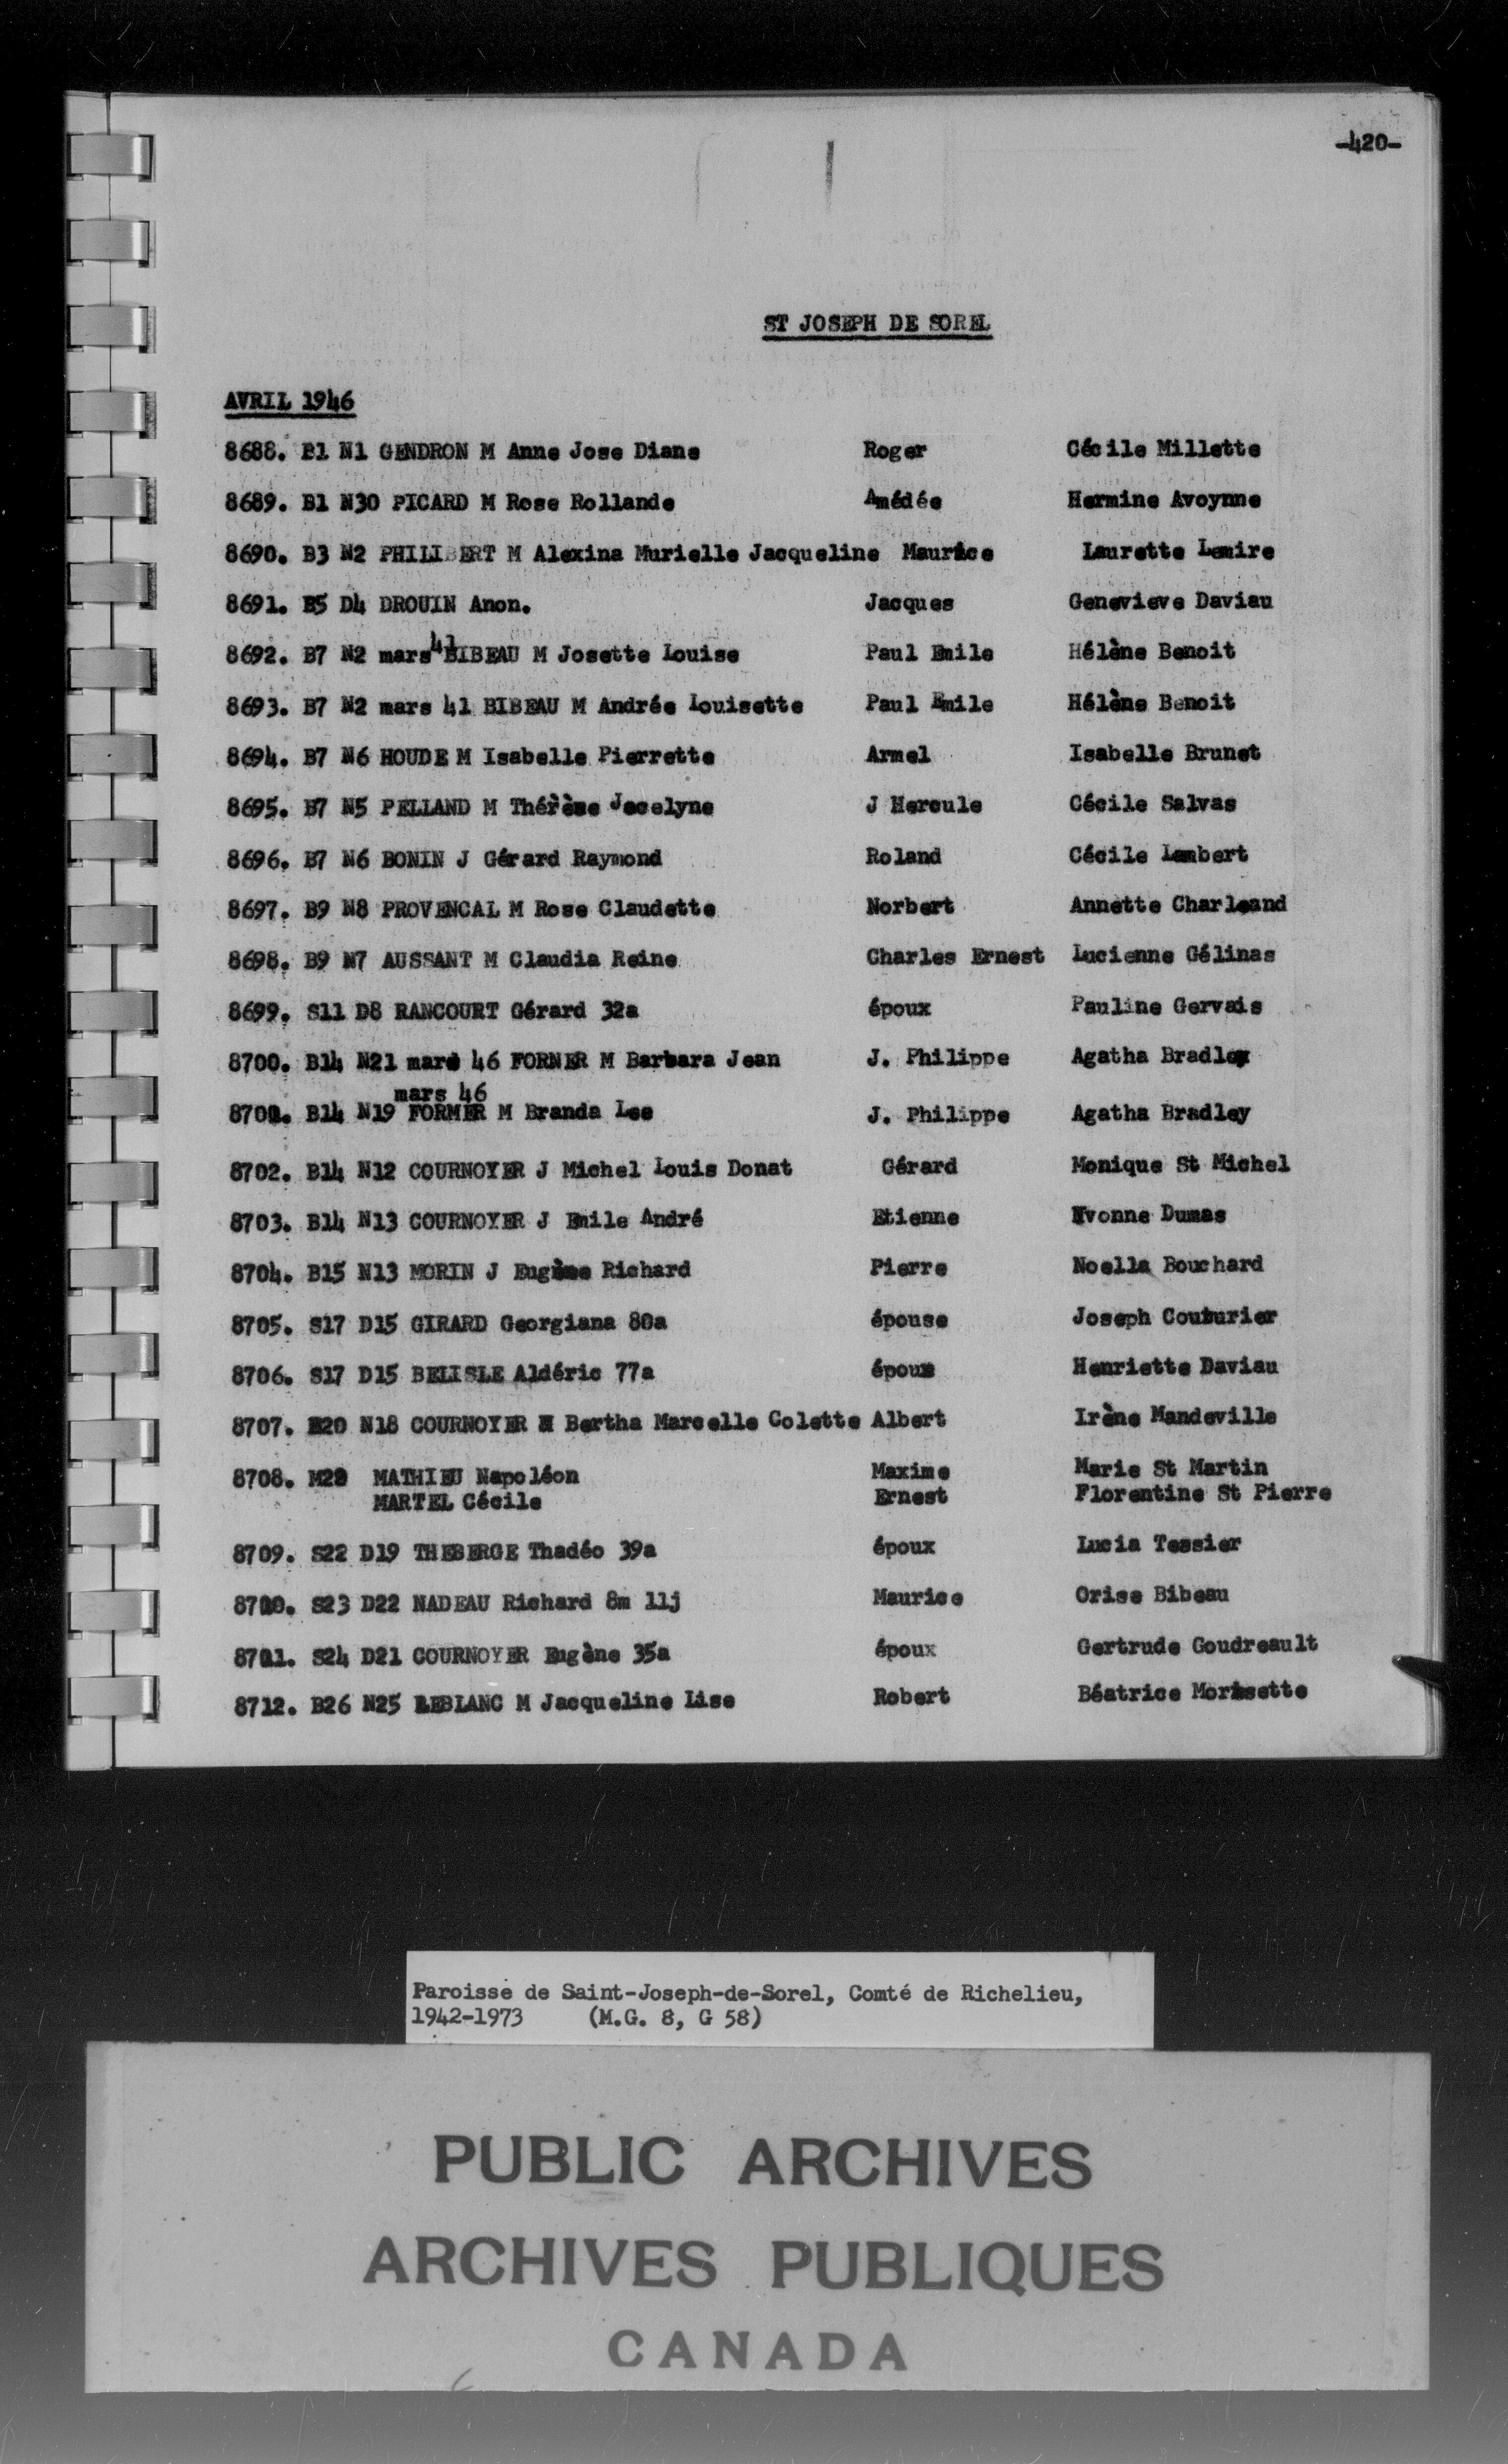 -420-
ST JOSEPH DE SOREL
AVRIL 1946
8688. B1 N1 GENDRON M Anne Jose Diane Roger Cécile Millette
8689. B1 N30 PICARD M Rose Rollande Amédée Hermine Avoynne
8690. B3 N2 PHILIBERT M Alexina Murielle Jacqueline Maurice Laurette Lemire
8691. B5 D4 DROUIN Anon. Jacques Genevieve Daviau
8692. B7 N2 mars 41 BIBEAU M Josette Louise Paul Emile Hélène Benoit
8693. B7 N2 mars 41 BIBEAU M Andrée Louisette Paul Emile Hélène Benoit
8694. B7 N6 HOUDE M Isabelle Pierrette Armel Isabelle Brunet
8695. B7 N5 PELLAND M Thérèse Jocelyne J Hercule Cécile Salvas
8696. B7 N6 BONIN J Gérard Raymond Roland Cécile Lambert
8697. B9 N8 PROVENCAL M Rose Claudette Norbert Annette Charleand
8698. B9 N7 AUSSANT M Claudia Reine Charles Ernest Lucienne Gélinas
8699. S11 D8 RANCOURT Gérard 32a époux Pauline Gervais
8700. B14 N21 mars 46 FORNER M Barbara Jean J. Philippe Agatha Bradley
mars 46
8701. B14 N19 FORMER M Branda Lee J. Philippe Agatha Bradley
8702. B14 N12 COURNOYER J Michel Louis Donat Gérard Monique St Michel
8703. B14 N13 COURNOYER J Emile André Etienne Yvonne Dumas
8704. B15 N13 MORIN J Eugène Richard Pierre Noella Bouchard
8705. S17 D15 GIRARD Georgiana 80a épouse Joseph Couturier
8706. S17 D15 BELISLE Aldéric 77a époux Henriette Daviau
8707. B20 N18 COURNOYER M Bertha Marcelle Colette Albert Irène Mandeville
8708. MATHIEU Napoléon Maxime Marie St Martin
MARTEL Cécile Ernest Florentine St Pierre
8709. S22 D19 THEBERGE Thadéo 39a époux Lucia Tessier
8710. S23 D22 NADEAU Richard 8m 11j Maurice Orise Bibeau
8711. S24 D21 COURNOYER Eugène 35a époux Gertrude Goudreault
8712. B26 N25 LEBLANC M Jacqueline Lise Robert Béatrice Morissette
Paroisse de Saint-Joseph-de-Sorel, Comté de Richelieu,
1942-1973 (M.G. 8, G 58)
PUBLIC ARCHIVES
ARCHIVES PUBLIQUES
CANADA